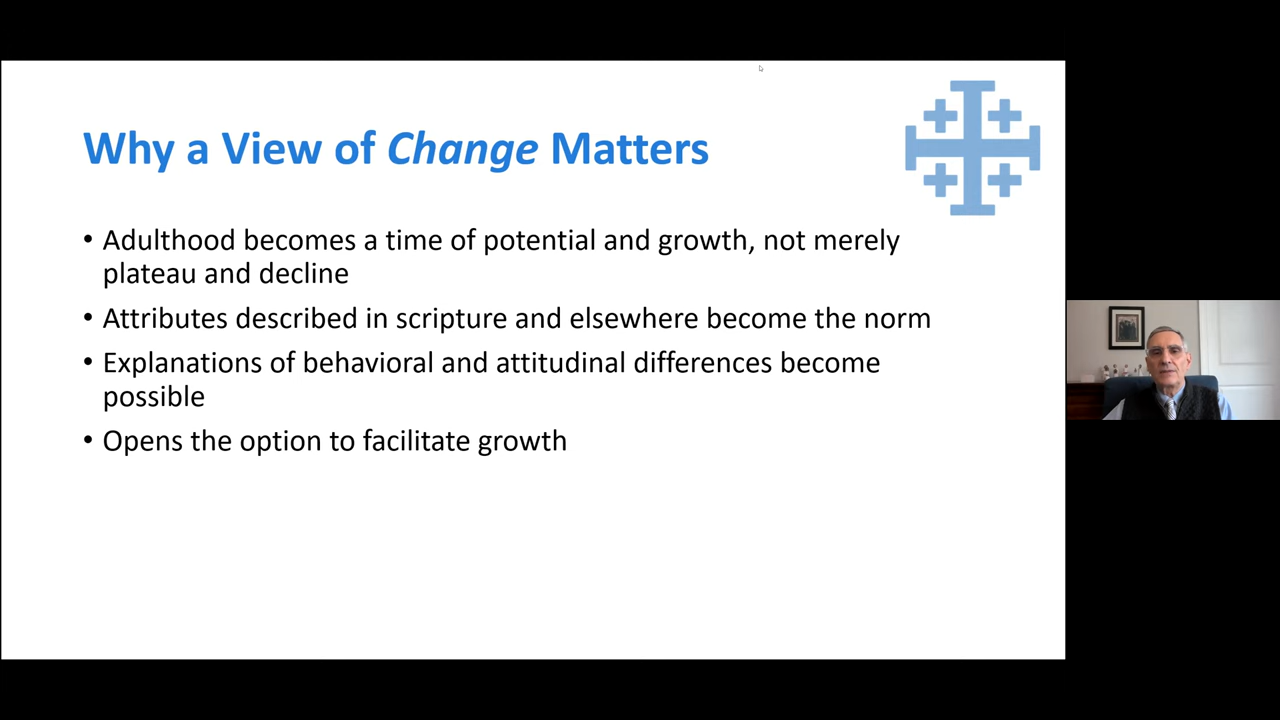 Why a View of Change Matters
• Adulthood becomes a time of potential and growth, not merely
plateau and decline
• Attributes described in scripture and elsewhere become the norm
• Explanations of behavioral and attitudinal differences become
possible
• Opens the option to facilitate growth